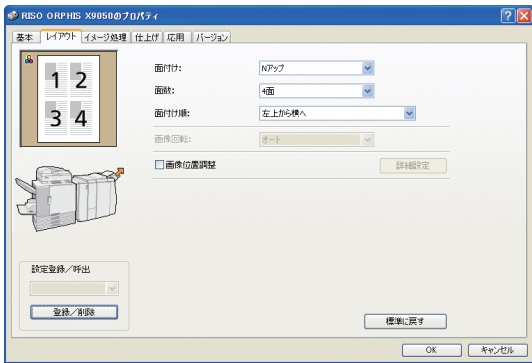 RISO ORPHIS X9050のプロパティ
基本 レイアウト イメージ処理 仕上げ 応用 バージョン
1 2
3 4
面付け: Nアップ
面数: 4面
面付け順: 左上から横へ
画像回転: オート
画像位置調整 詳細設定
設定登録／呼出
登録／削除
標準に戻す
OK キャンセル